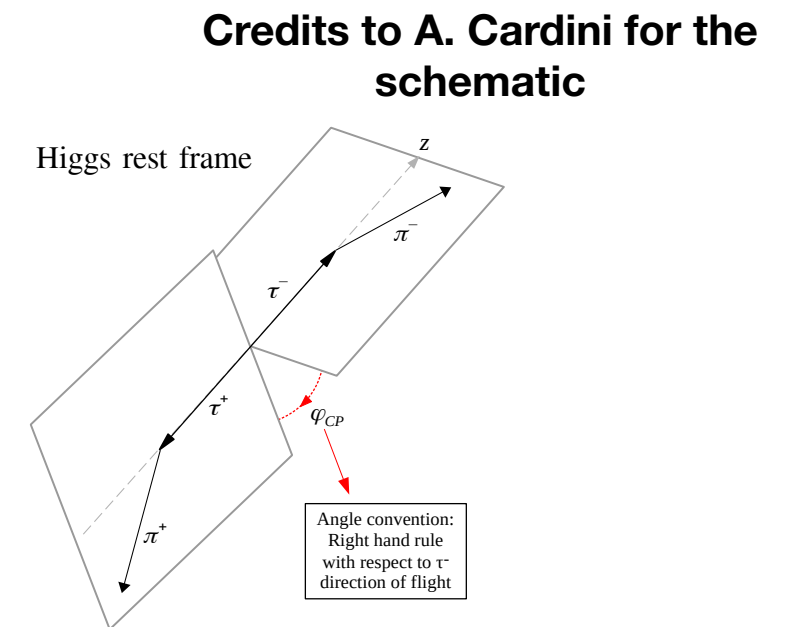 Credits to A. Cardini for the
schematic
Higgs rest frame
z
π⁻
τ⁻
τ⁺
φCP
π⁺
Angle convention:
Right hand rule
with respect to τ-
direction of flight